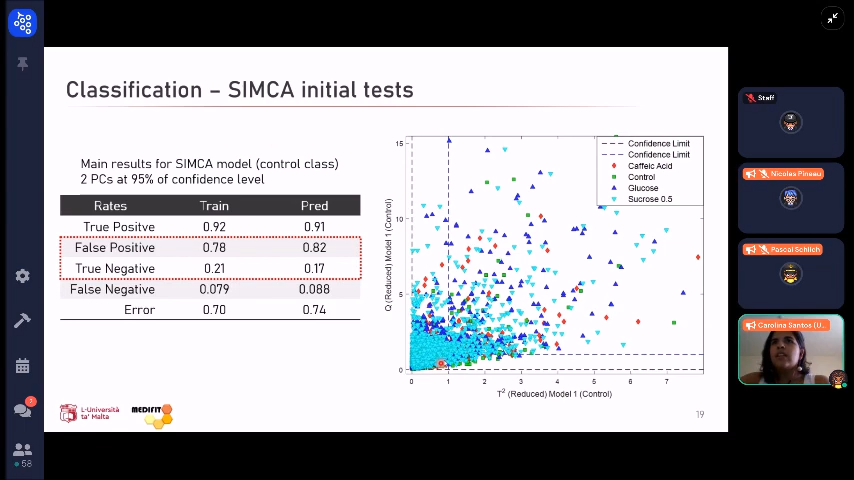 Classification – SIMCA initial tests
Main results for SIMCA model (control class)
2 PCs at 95% of confidence level
Rates Train Pred
True Positve 0.92 0.91
False Positive 0.78 0.82
True Negative 0.21 0.17
False Negative 0.079 0.088
Error 0.70 0.74
Q (Reduced) Model 1 (Control)
15
10
5
0
0 1 2 3 4 5 6 7
T2 (Reduced) Model 1 (Control)
Confidence Limit
Confidence Limit
Caffeic Acid
Control
Glucose
Sucrose 0.5
L-Università
ta' Malta
MEDIFIT
19
Staff
Nicolas Pineau
Pascal Schlich
Carolina Santos (U...
7
58